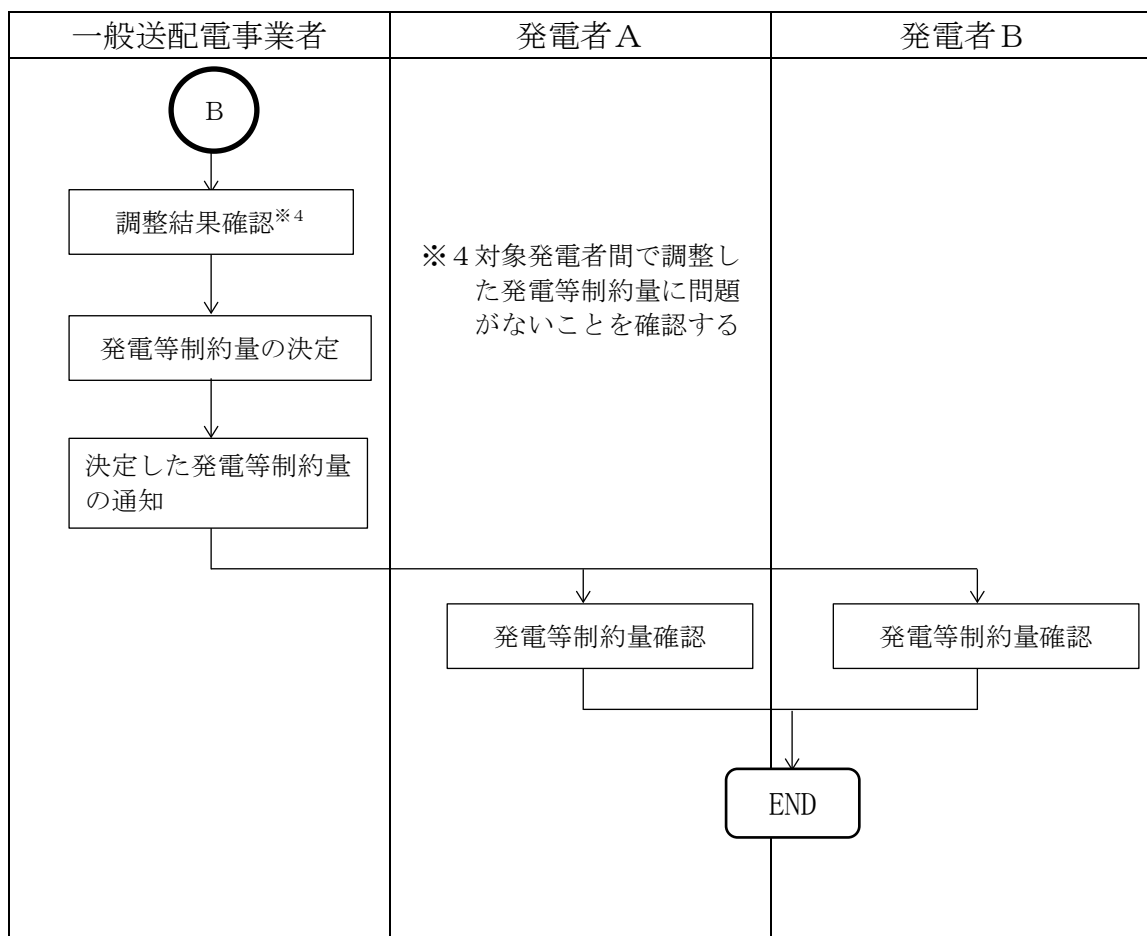 一般送配電事業者
発電者A
発電者B
B
調整結果確認※4
※4対象発電者間で調整し
た発電等制約量に問題
がないことを確認する
発電等制約量の決定
決定した発電等制約量
の通知
発電等制約量確認
発電等制約量確認
END